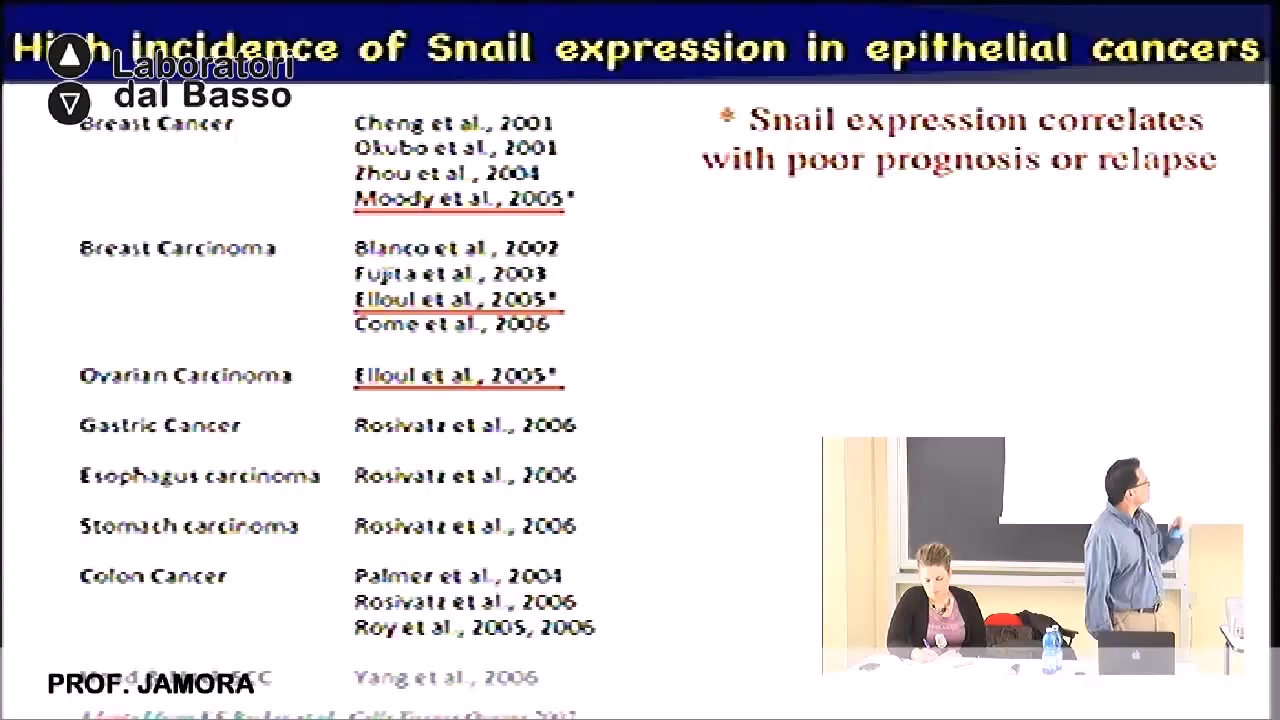 High incidence of Snail expression in epithelial cancers
Laboratori
dal Basso
Breast Cancer Cheng et al., 2001
Okubo et al., 2001
Zhou et al., 2004
Moody et al., 2005*
Breast Carcinoma Blanco et al., 2002
Fujita et al., 2003
Elloul et al., 2005*
Come et al., 2006
Ovarian Carcinoma Elloul et al., 2005*
Gastric Cancer Rosivatz et al., 2006
Esophagus carcinoma Rosivatz et al., 2006
Stomach carcinoma Rosivatz et al., 2006
Colon Cancer Palmer et al., 2004
Rosivatz et al., 2006
Roy et al., 2005, 2006
SCC Yang et al., 2006
* Snail expression correlates
with poor prognosis or relapse
PROF. JAMORA